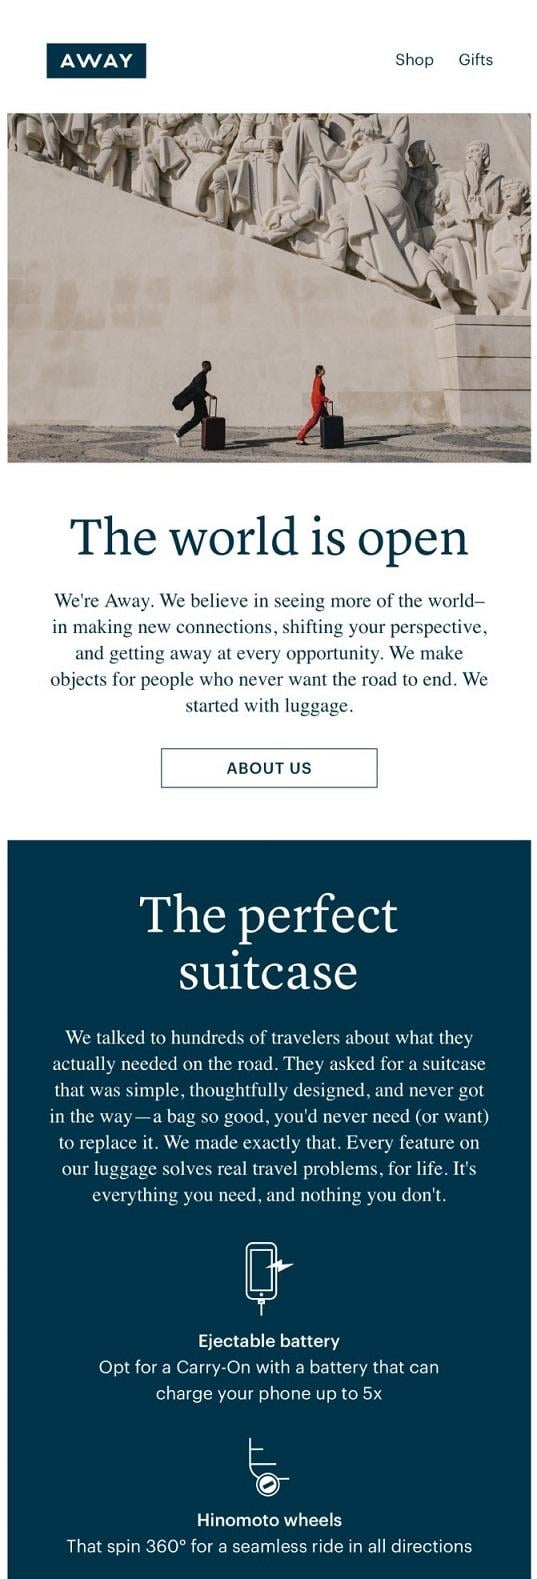 AWAY
Shop Gifts
The world is open
We're Away. We believe in seeing more of the world–
in making new connections, shifting your perspective,
and getting away at every opportunity. We make
objects for people who never want the road to end. We
started with luggage.
ABOUT US
The perfect
suitcase
We talked to hundreds of travelers about what they
actually needed on the road. They asked for a suitcase
that was simple, thoughtfully designed, and never got
in the way—a bag so good, you'd never need (or want)
to replace it. We made exactly that. Every feature on
our luggage solves real travel problems, for life. It's
everything you need, and nothing you don't.
Ejectable battery
Opt for a Carry-On with a battery that can
charge your phone up to 5x
Hinomoto wheels
That spin 360° for a seamless ride in all directions